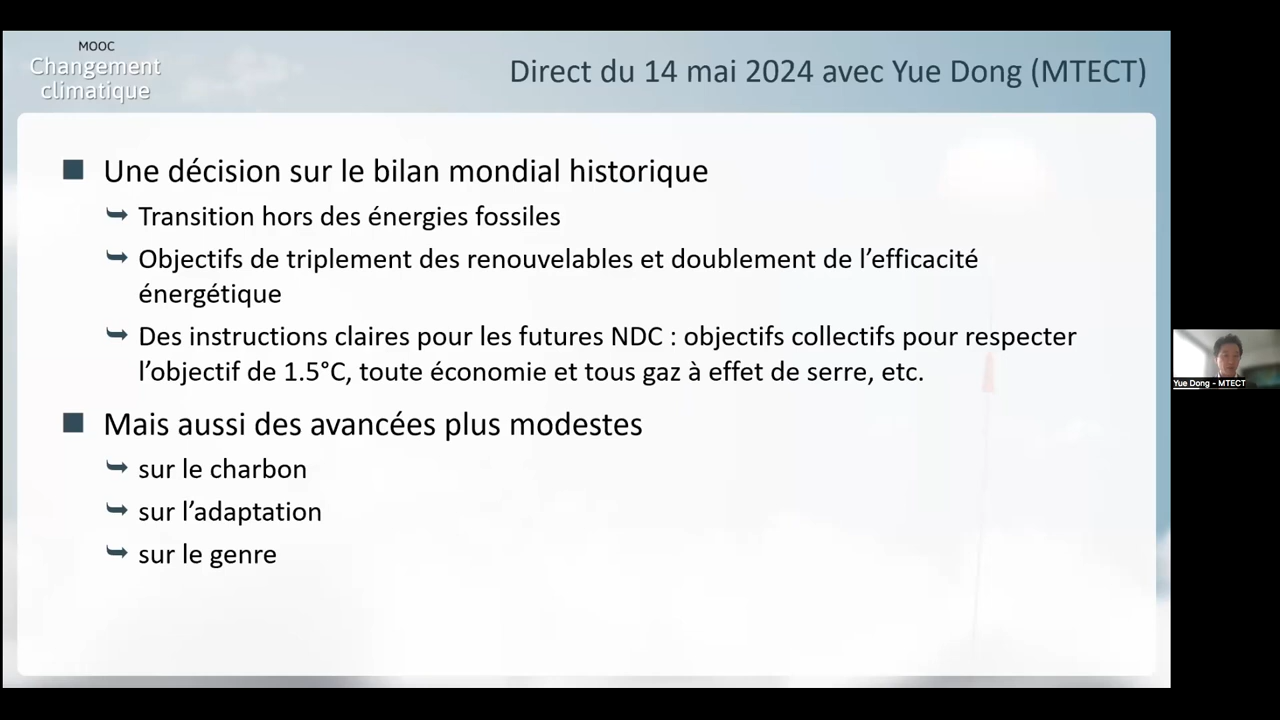 MOOC
Changement
climatique
Direct du 14 mai 2024 avec Yue Dong (MTECT)
Une décision sur le bilan mondial historique
Transition hors des énergies fossiles
Objectifs de triplement des renouvelables et doublement de l’efficacité
énergétique
Des instructions claires pour les futures NDC : objectifs collectifs pour respecter
l’objectif de 1.5°C, toute économie et tous gaz à effet de serre, etc.
Mais aussi des avancées plus modestes
sur le charbon
sur l’adaptation
sur le genre
Yue Dong - MTECT